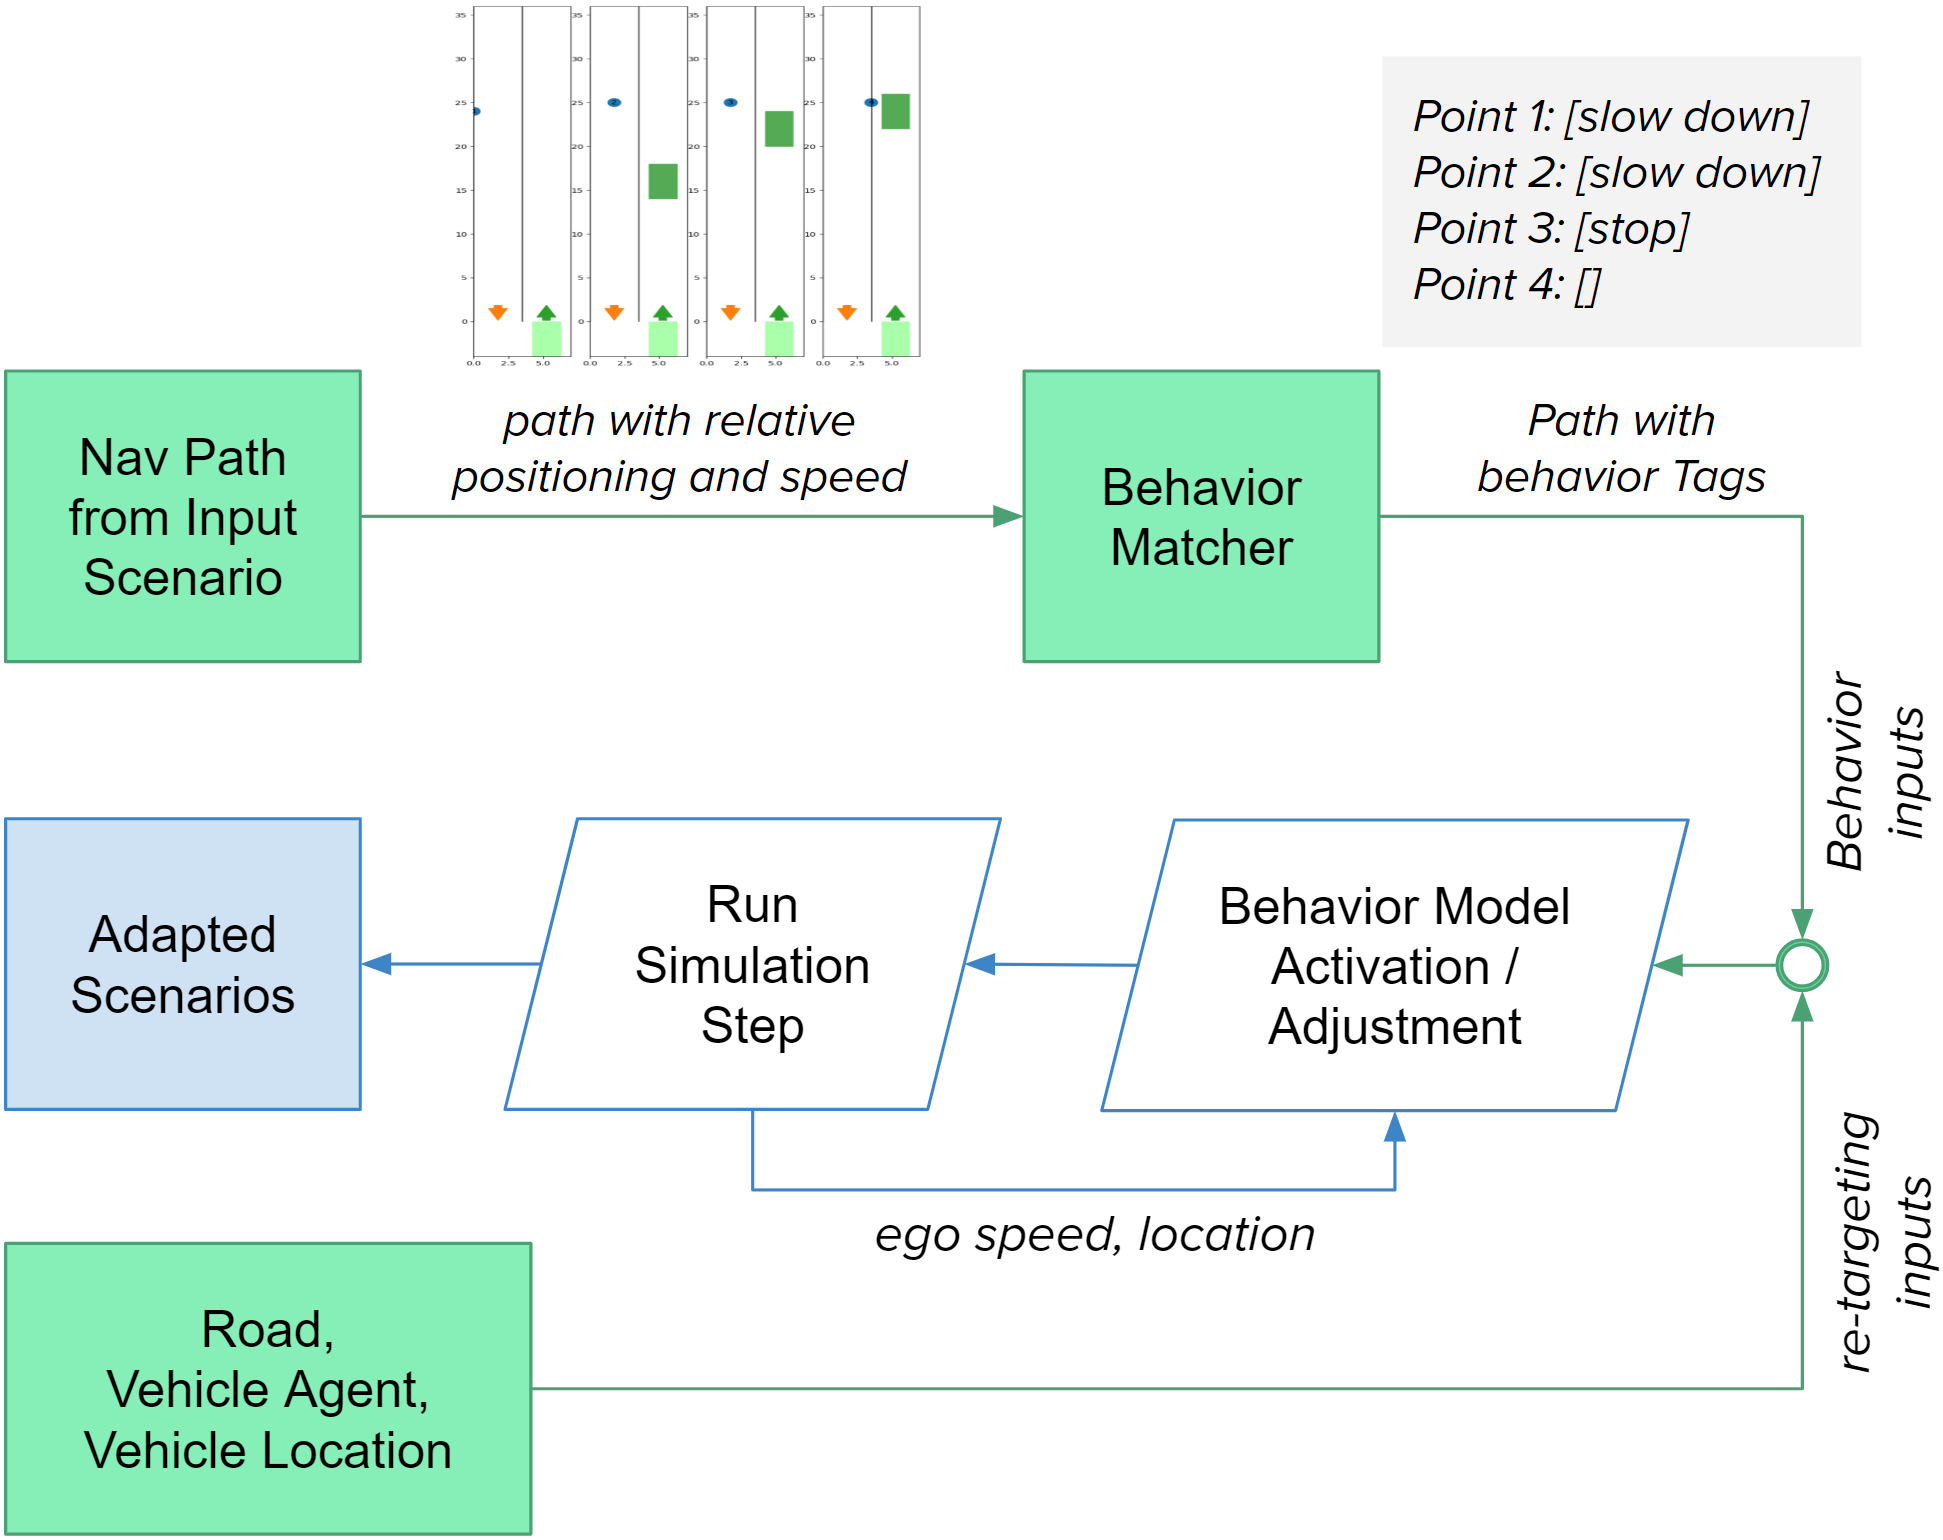 35 35 35 35
30 30 30 30
25 25 25 25
20 20 20 20
15 15 15 15
10 10 10 10
5 5 5 5
0 0 0 0
0.0 2.5 5.0 0.0 2.5 5.0 0.0 2.5 5.0 0.0 2.5 5.0
2 3 4
Point 1: [slow down]
Point 2: [slow down]
Point 3: [stop]
Point 4: []
Nav Path
from Input
Scenario
path with relative
positioning and speed
Behavior
Matcher
Path with
behavior Tags
Behavior
inputs
Adapted
Scenarios
Run
Simulation
Step
Behavior Model
Activation /
Adjustment
ego speed, location
re-targeting
inputs
Road,
Vehicle Agent,
Vehicle Location